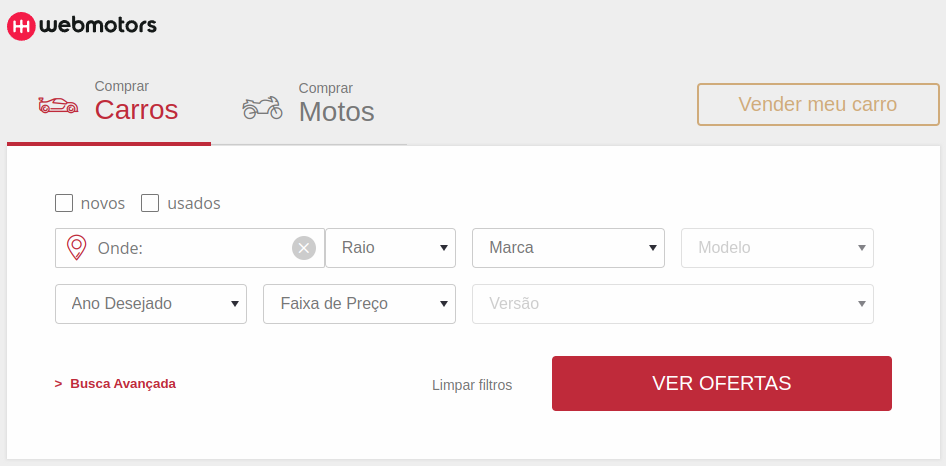 webmotors
Comprar
Carros
Comprar
Motos
Vender meu carro
novos usados
Onde: Raio Marca Modelo
Ano Desejado Faixa de Preço Versão
> Busca Avançada Limpar filtros VER OFERTAS